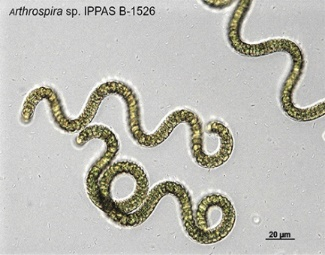 Arthrospira sp. IPPAS B-1526
20 µm